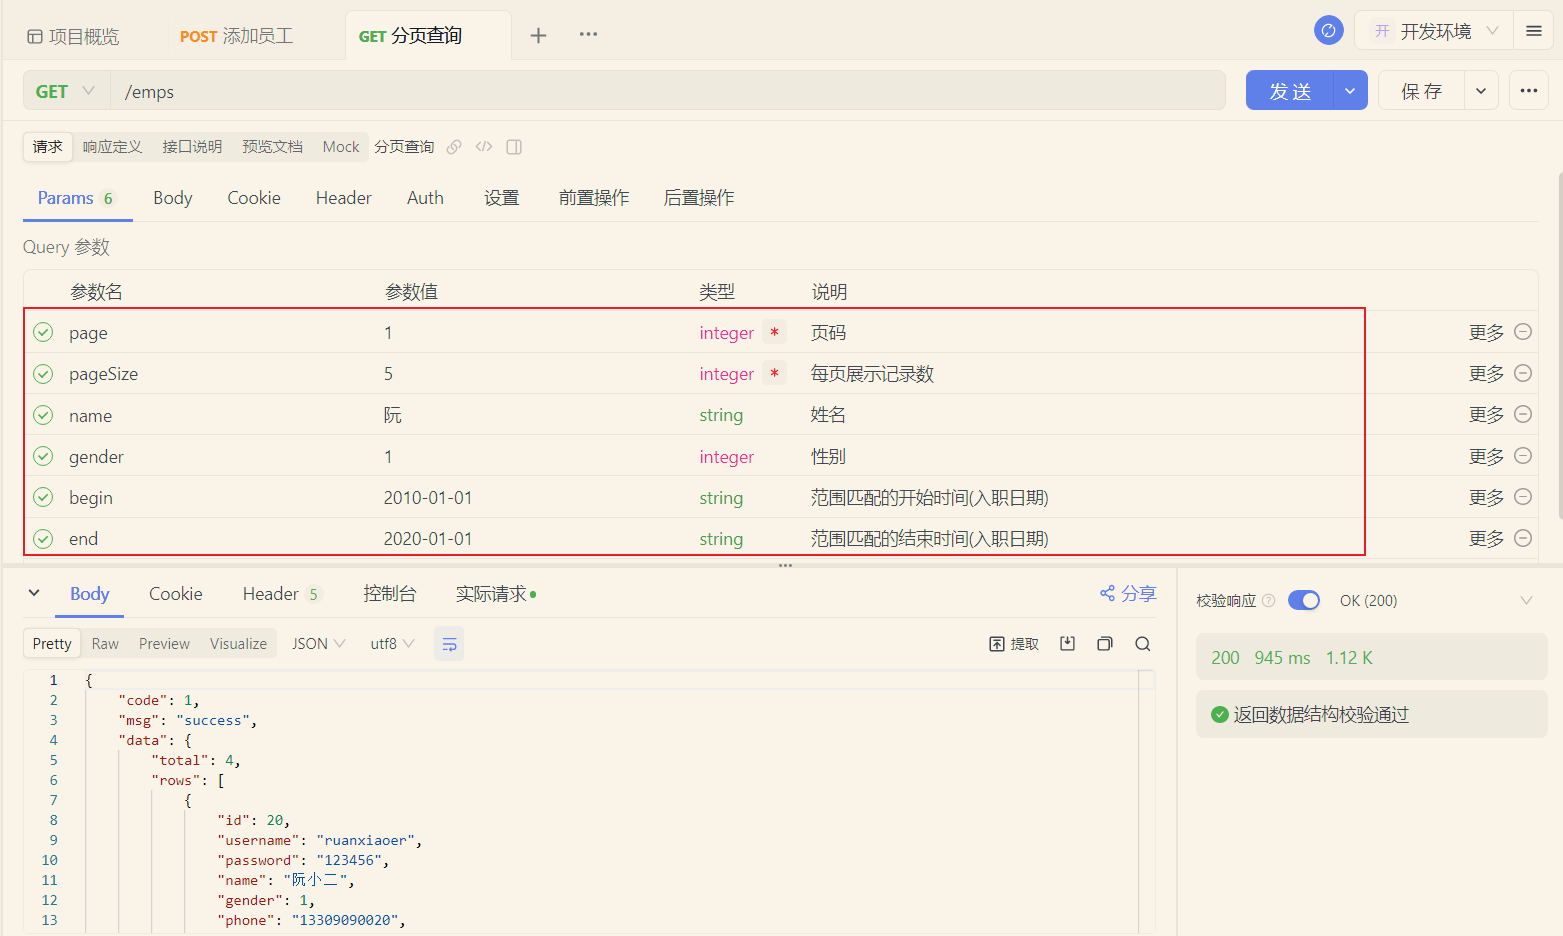 项目概览 POST 添加员工 GET 分页查询 开 开发环境
GET /emps 发 送 保 存
请求 响应定义 接口说明 预览文档 Mock 分页查询
Params 6 Body Cookie Header Auth 设置 前置操作 后置操作
Query 参数
参数名 参数值 类型 说明
page 1 integer * 页码 更多
pageSize 5 integer * 每页展示记录数 更多
name 阮 string 姓名 更多
gender 1 integer 性别 更多
begin 2010-01-01 string 范围匹配的开始时间(入职日期) 更多
end 2020-01-01 string 范围匹配的结束时间(入职日期) 更多
Body Cookie Header 5 控制台 实际请求 分享
Pretty Raw Preview Visualize JSON utf8 提取
1 {
2 "code": 1,
3 "msg": "success",
4 "data": {
5 "total": 4,
6 "rows": [
7 {
8 "id": 20,
9 "username": "ruanxiaoer",
10 "password": "123456",
11 "name": "阮小二",
12 "gender": 1,
13 "phone": "13309090020",
校验响应 OK (200)
200 945 ms 1.12 K
返回数据结构校验通过